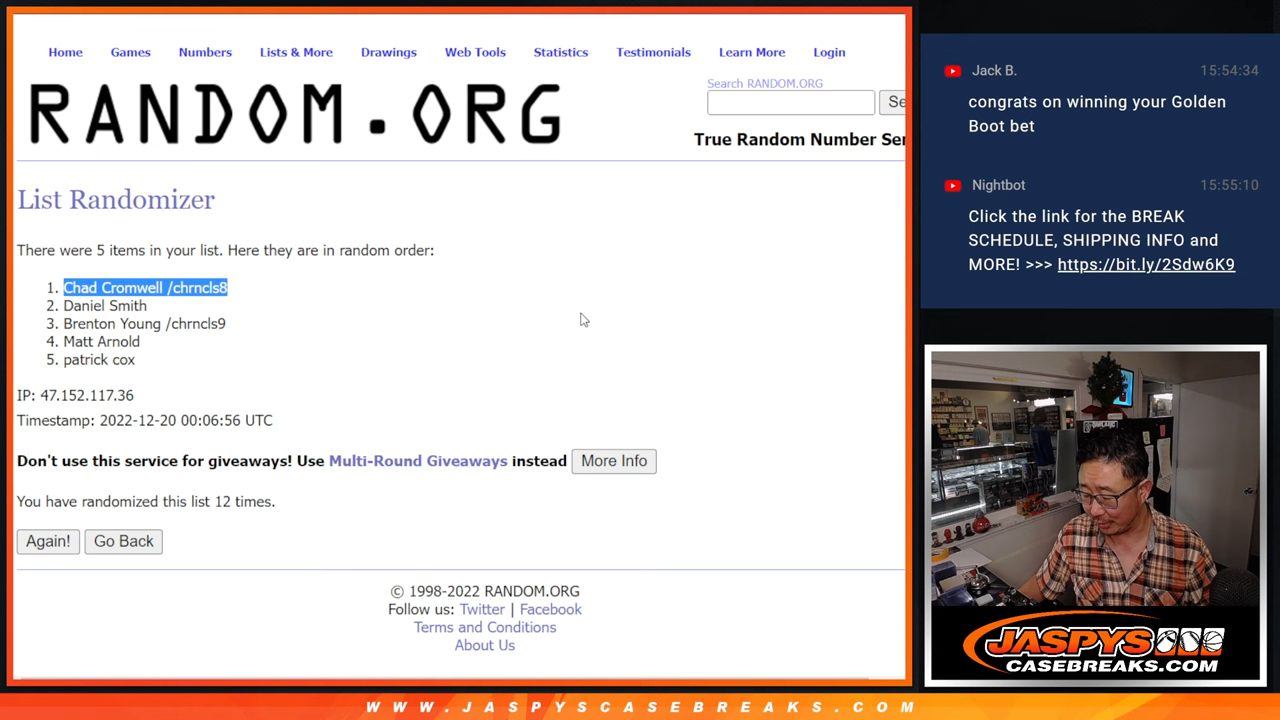 Home Games Numbers Lists & More Drawings Web Tools Statistics Testimonials Learn More Login
Search RANDOM.ORG
RANDOM.ORG
Se
True Random Number Ser
List Randomizer
There were 5 items in your list. Here they are in random order:
1. Chad Cromwell /chrncls8
2. Daniel Smith
3. Brenton Young /chrncls9
4. Matt Arnold
5. patrick cox
IP: 47.152.117.36
Timestamp: 2022-12-20 00:06:56 UTC
Don't use this service for giveaways! Use Multi-Round Giveaways instead More Info
You have randomized this list 12 times.
Again! Go Back
© 1998-2022 RANDOM.ORG
Follow us: Twitter | Facebook
Terms and Conditions
About Us
Jack B. 15:54:34
congrats on winning your Golden
Boot bet
Nightbot 15:55:10
Click the link for the BREAK
SCHEDULE, SHIPPING INFO and
MORE! >>> https://bit.ly/2Sdw6K9
JASPYS
CASEBREAKS.COM
WWW.JASPYSCASEBREAKS.COM